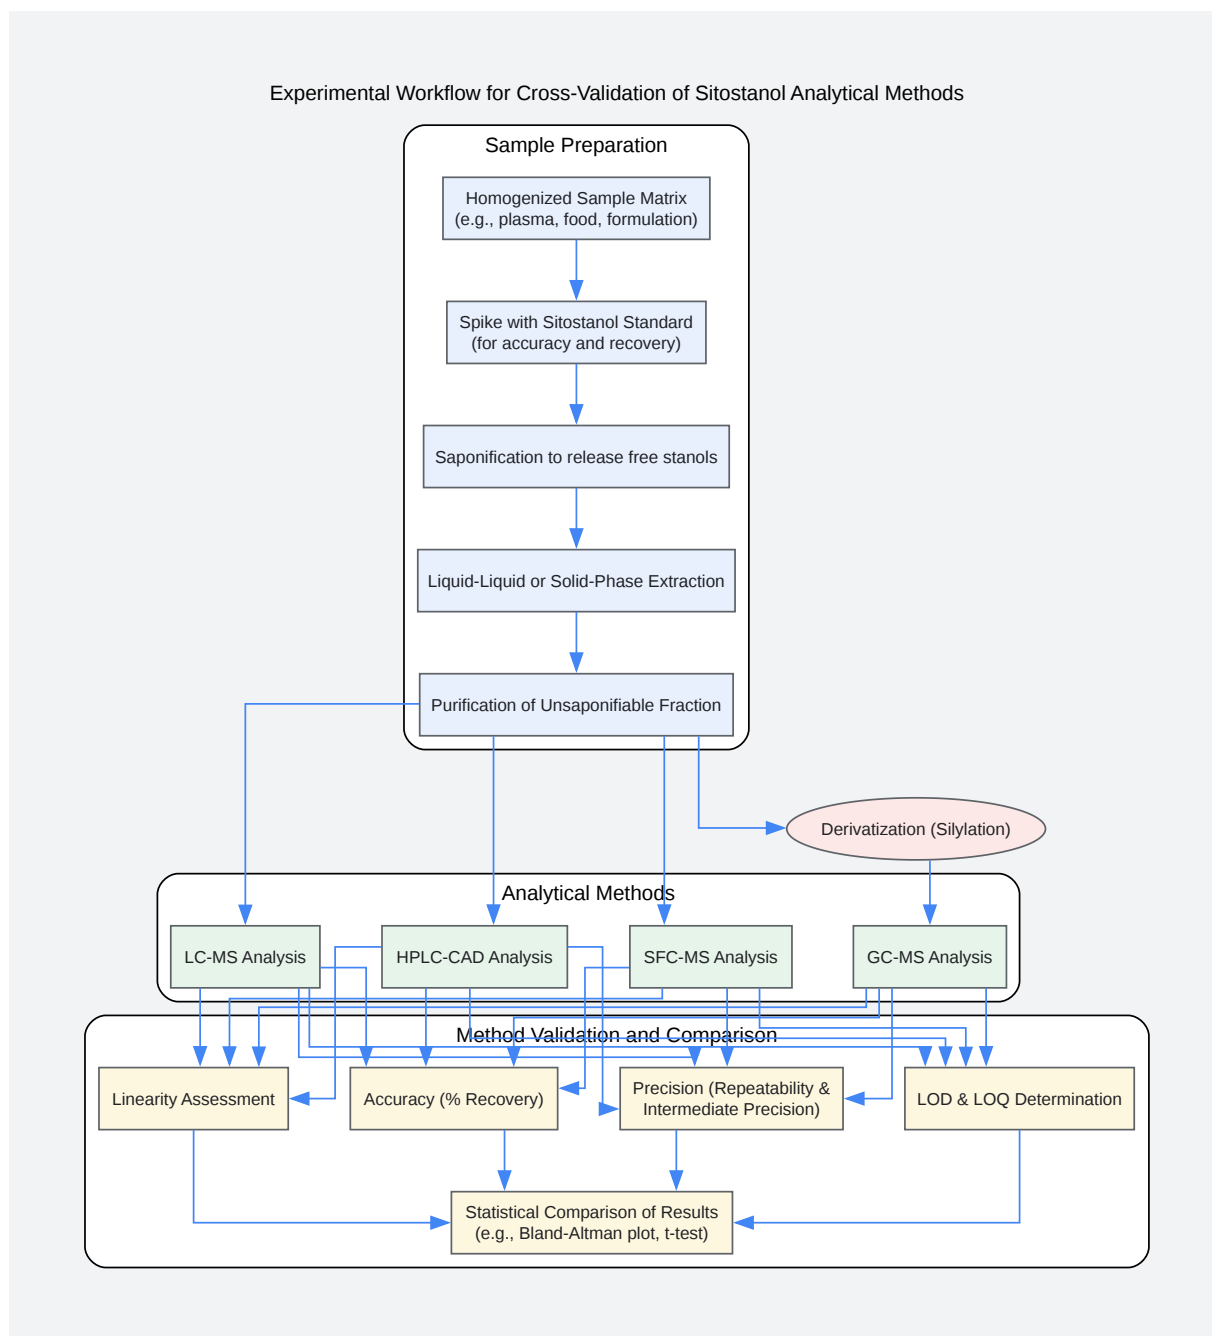 Experimental Workflow for Cross-Validation of Sitostanol Analytical Methods
Sample Preparation
Homogenized Sample Matrix
(e.g., plasma, food, formulation)
Spike with Sitostanol Standard
(for accuracy and recovery)
Saponification to release free stanols
Liquid-Liquid or Solid-Phase Extraction
Purification of Unsaponifiable Fraction
Derivatization (Silylation)
Analytical Methods
LC-MS Analysis
HPLC-CAD Analysis
SFC-MS Analysis
GC-MS Analysis
Method Validation and Comparison
Linearity Assessment
Accuracy (% Recovery)
Precision (Repeatability &
Intermediate Precision)
LOD & LOQ Determination
Statistical Comparison of Results
(e.g., Bland-Altman plot, t-test)